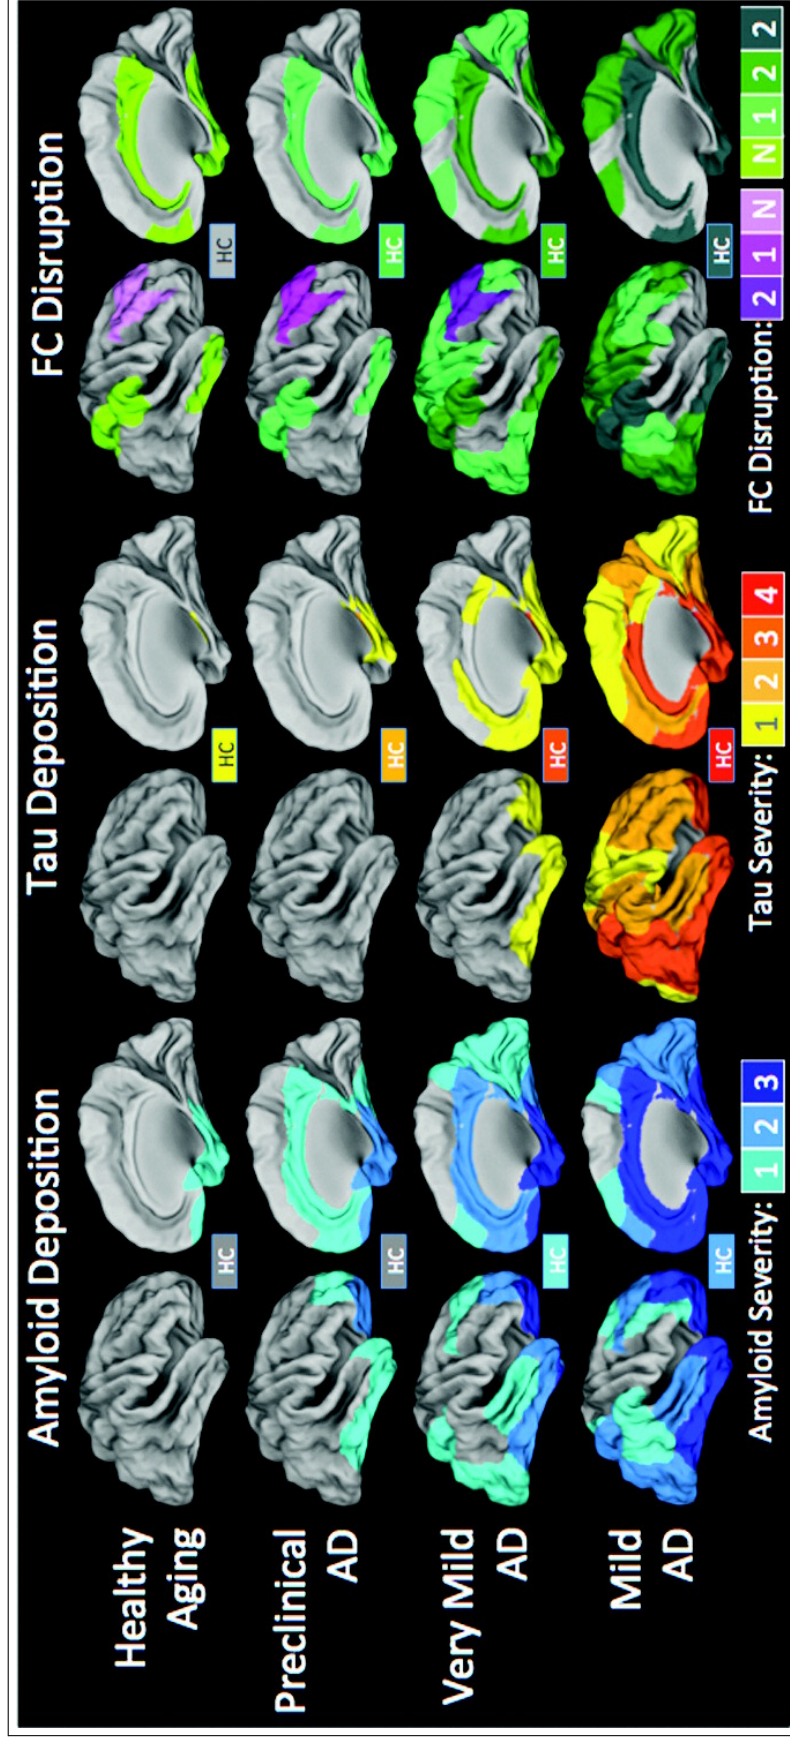 Amyloid Deposition
Tau Deposition
FC Disruption
Healthy
Aging
HC
HC
HC
Preclinical
AD
HC
HC
HC
Very Mild
AD
HC
HC
HC
Mild
AD
HC
HC
HC
Amyloid Severity: 1 2 3
Tau Severity: 1 2 3 4
FC Disruption: 2 1 N N 1 2 2